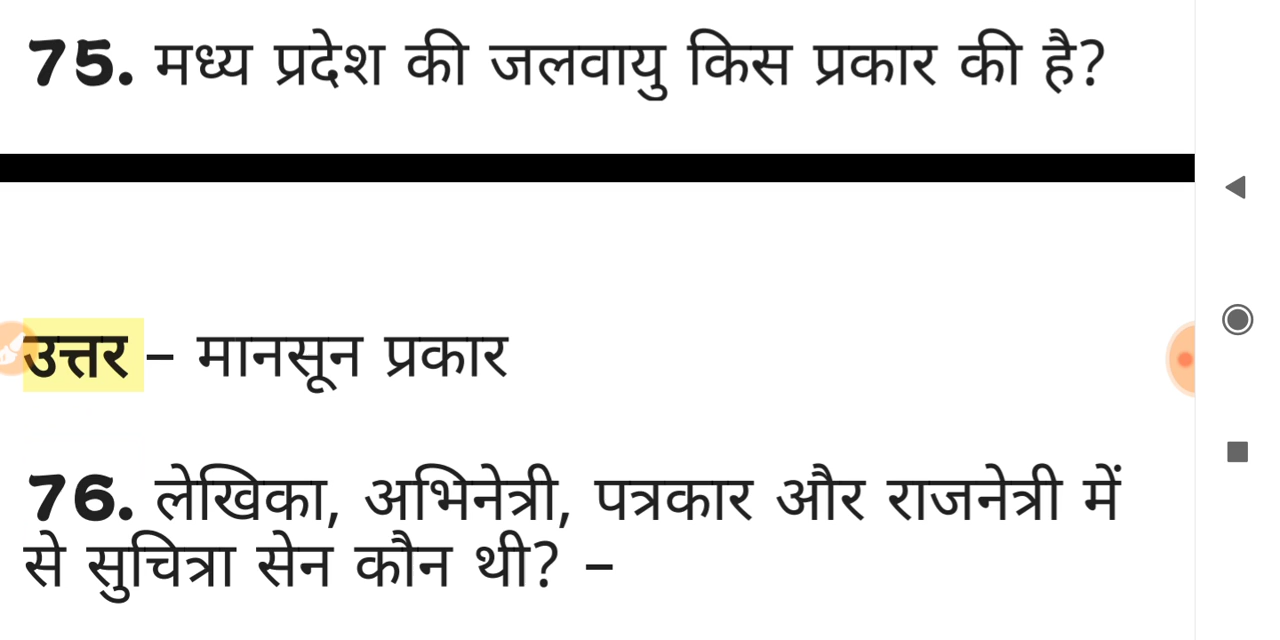 75. मध्य प्रदेश की जलवायु किस प्रकार की है?
उत्तर – मानसून प्रकार
76. लेखिका, अभिनेत्री, पत्रकार और राजनेत्री में
से सुचित्रा सेन कौन थी? –